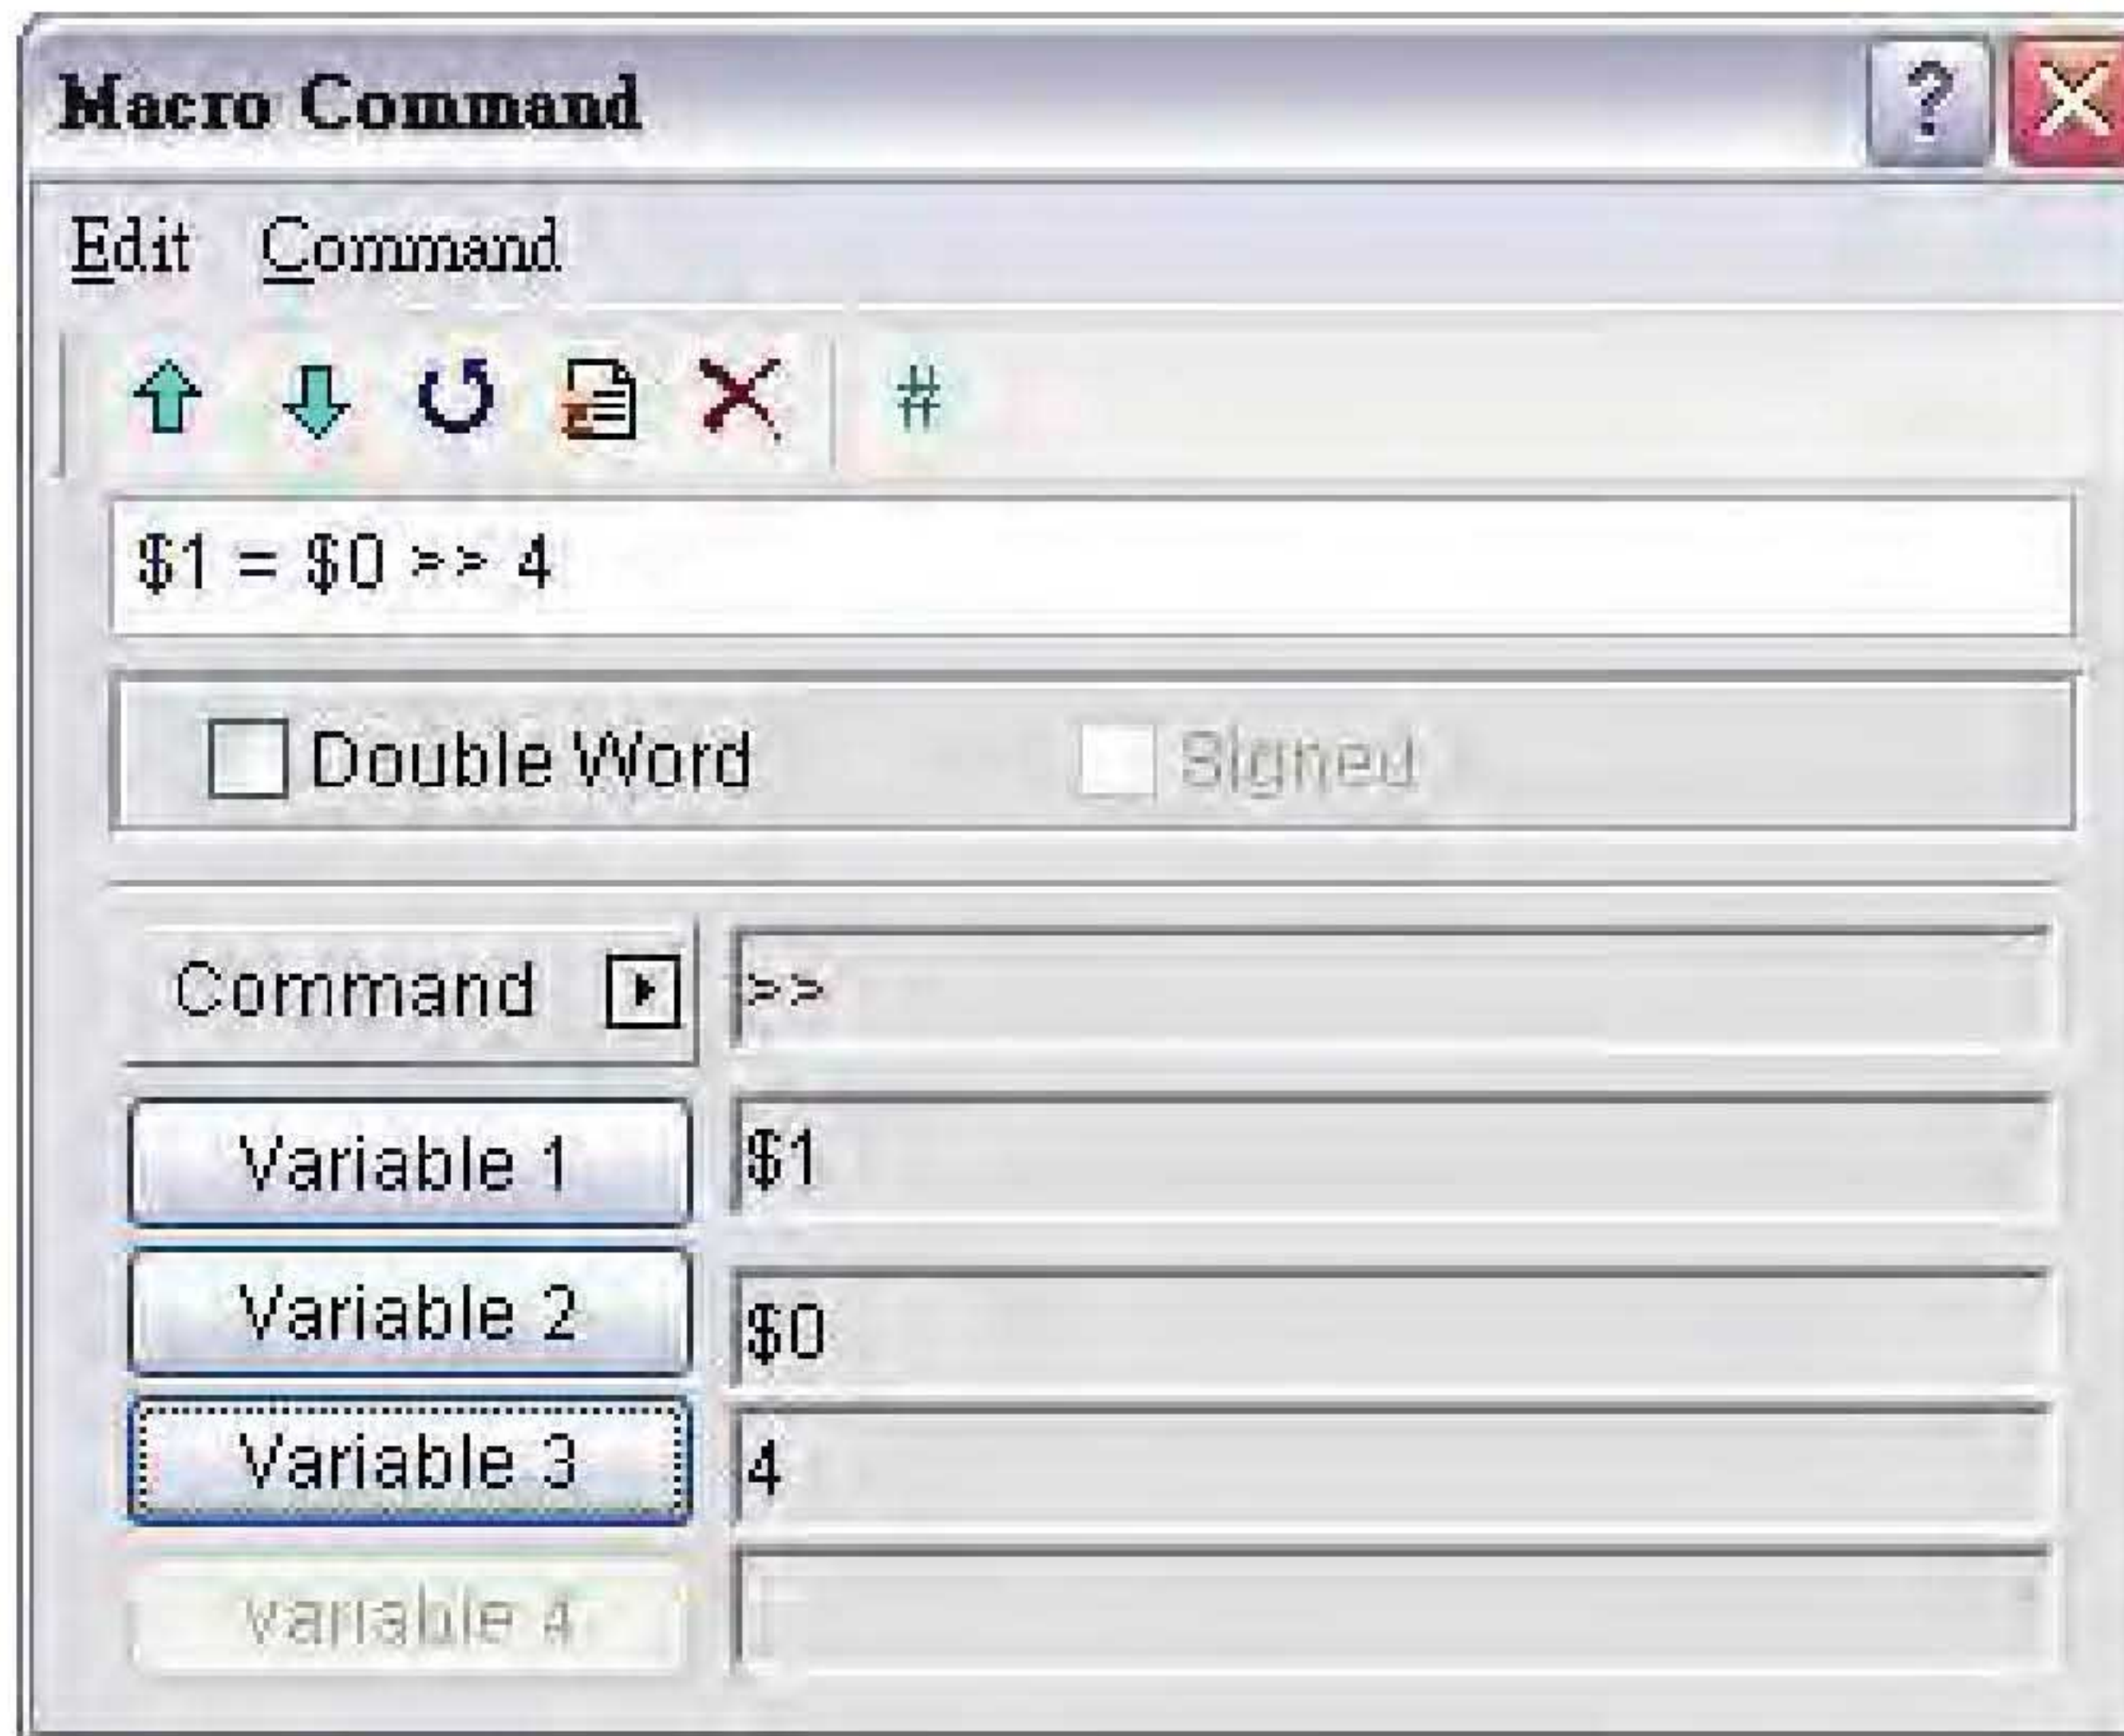 Macro Command
?
Edit Command
#
$1 = $0 >> 4
Double Word Signed
Command >>
Variable 1 $1
Variable 2 $0
Variable 3 4
Variable 4